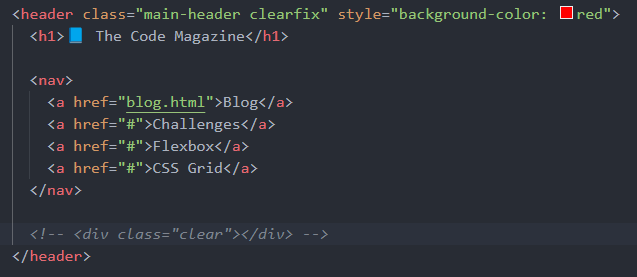 <header class="main-header clearfix" style="background-color: red">
<h1>📘 The Code Magazine</h1>
<nav>
<a href="blog.html">Blog</a>
<a href="#">Challenges</a>
<a href="#">Flexbox</a>
<a href="#">CSS Grid</a>
</nav>
<!-- <div class="clear"></div> -->
</header>